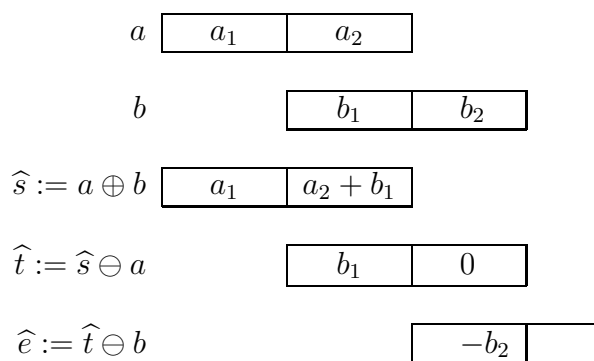 a a₁ a₂
b b₁ b₂
ŝ := a ⊕ b a₁ a₂ + b₁
t̂ := ŝ ⊖ a b₁ 0
ê := t̂ ⊖ b −b₂